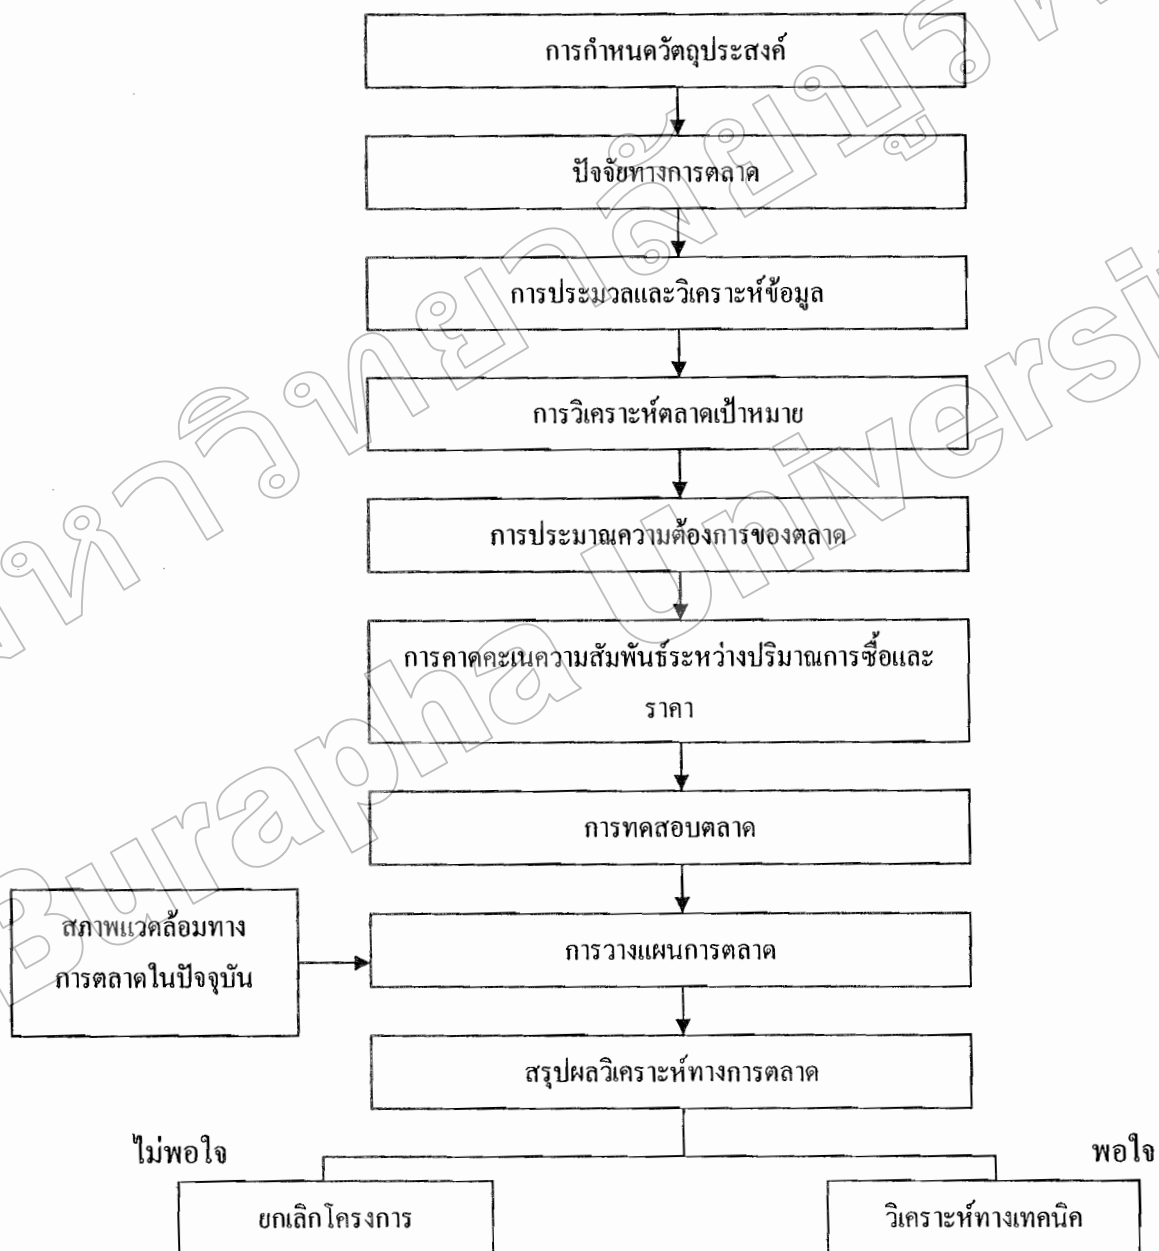 การกำหนดวัตถุประสงค์
ปัจจัยทางการตลาด
การประมวลและวิเคราะห์ข้อมูล
การวิเคราะห์ตลาดเป้าหมาย
การประมาณความต้องการของตลาด
การคาดคะเนความสัมพันธ์ระหว่างปริมาณการซื้อและ
ราคา
การทดสอบตลาด
สภาพแวดล้อมทาง
การตลาดในปัจจุบัน
การวางแผนการตลาด
สรุปผลวิเคราะห์ทางการตลาด
ไม่พอใจ
พอใจ
ยกเลิกโครงการ
วิเคราะห์ทางเทคนิค
Burapha Universi